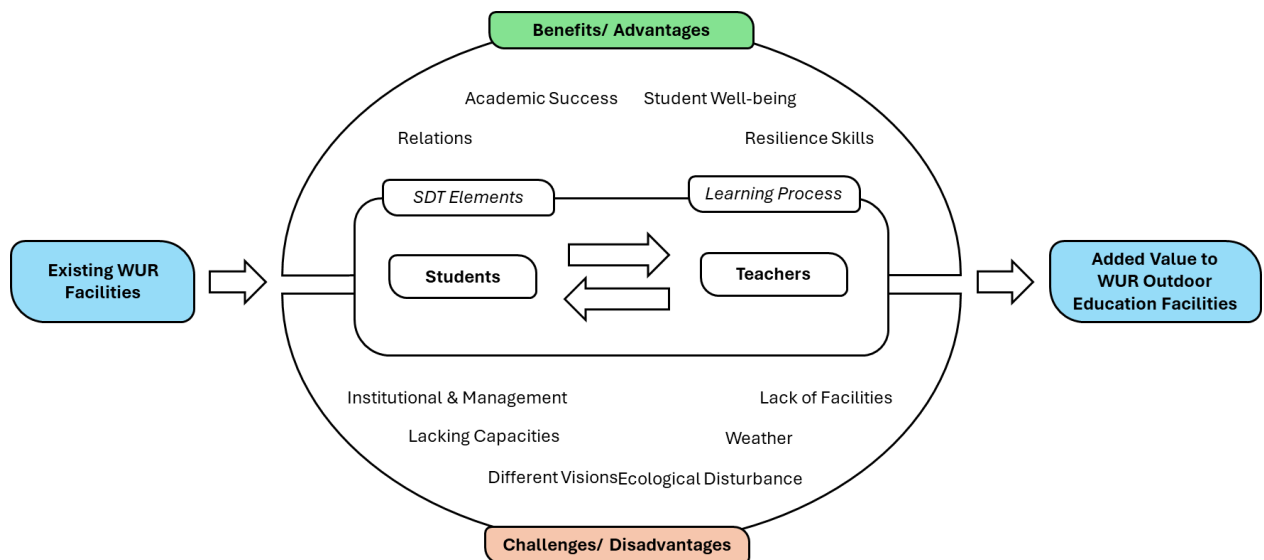 Benefits/ Advantages
Academic Success
Student Well-being
Relations
Resilience Skills
SDT Elements
Learning Process
Existing WUR
Facilities
Students
Teachers
Added Value to
WUR Outdoor
Education Facilities
Institutional & Management
Lack of Facilities
Lacking Capacities
Weather
Different Visions
Ecological Disturbance
Challenges/ Disadvantages